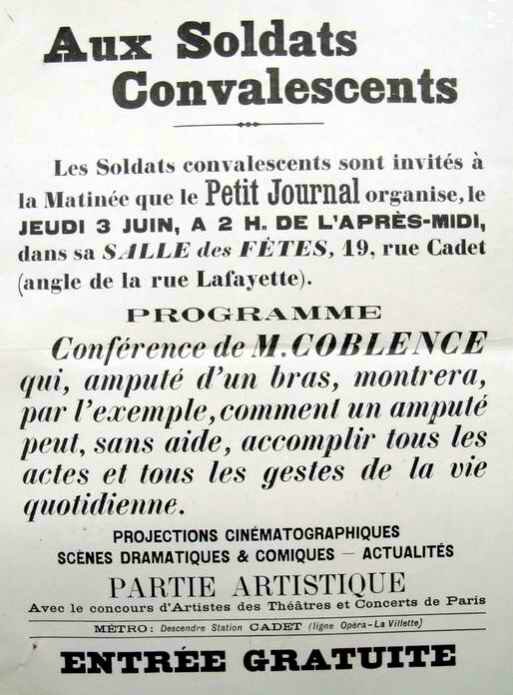 Aux Soldats
Convalescents
Les Soldats convalescents sont invités à
la Matinée que le Petit Journal organise, le
JEUDI 3 JUIN, A 2 H. DE L'APRÈS-MIDI,
dans sa SALLE des FÊTES, 19, rue Cadet
(angle de la rue Lafayette).
PROGRAMME
Conférence de M. COBLENCE
qui, amputé d'un bras, montrera,
par l'exemple, comment un amputé
peut, sans aide, accomplir tous les
actes et tous les gestes de la vie
quotidienne.
PROJECTIONS CINÉMATOGRAPHIQUES
SCÈNES DRAMATIQUES & COMIQUES — ACTUALITÉS
PARTIE ARTISTIQUE
Avec le concours d'Artistes des Théâtres et Concerts de Paris
MÉTRO : Descendre Station CADET (ligne Opéra-La Villette)
ENTRÉE GRATUITE